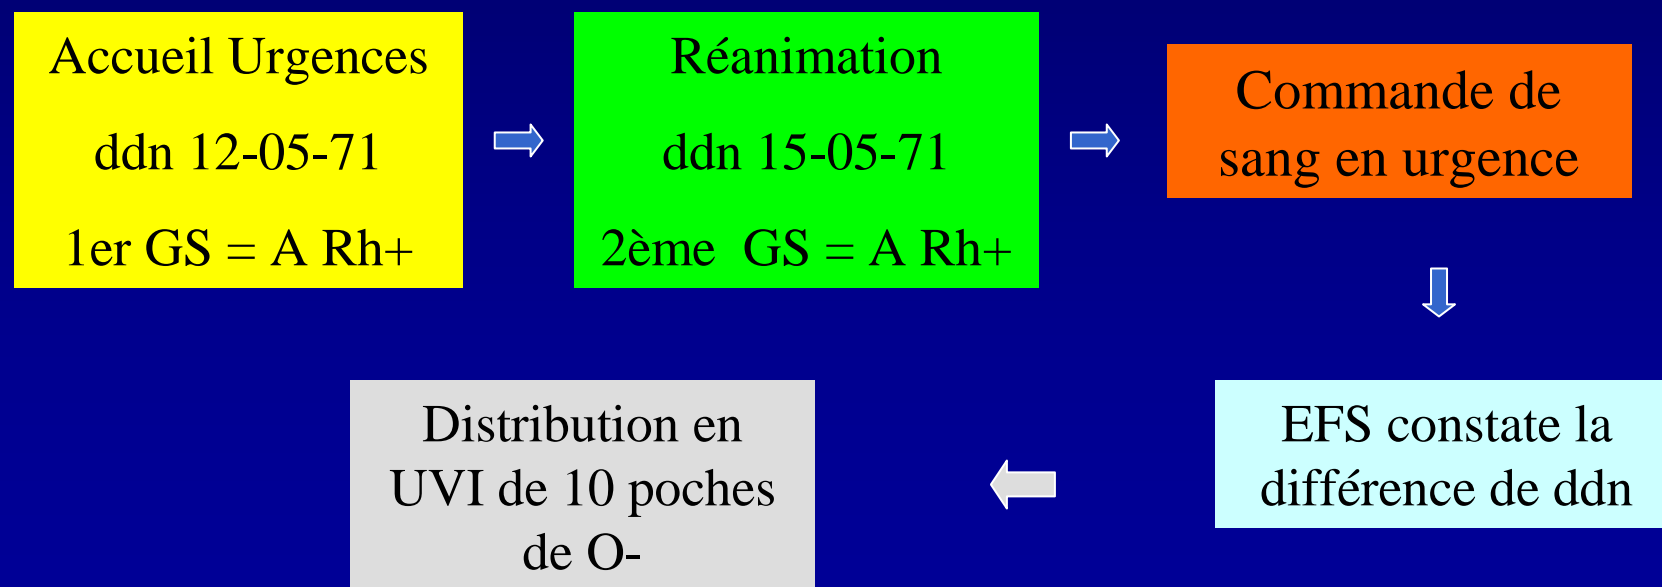 Accueil Urgences
ddn 12-05-71
1er GS = A Rh+
Réanimation
ddn 15-05-71
2ème  GS = A Rh+
Commande de
sang en urgence
EFS constate la
différence de ddn
Distribution en
UVI de 10 poches
de O-